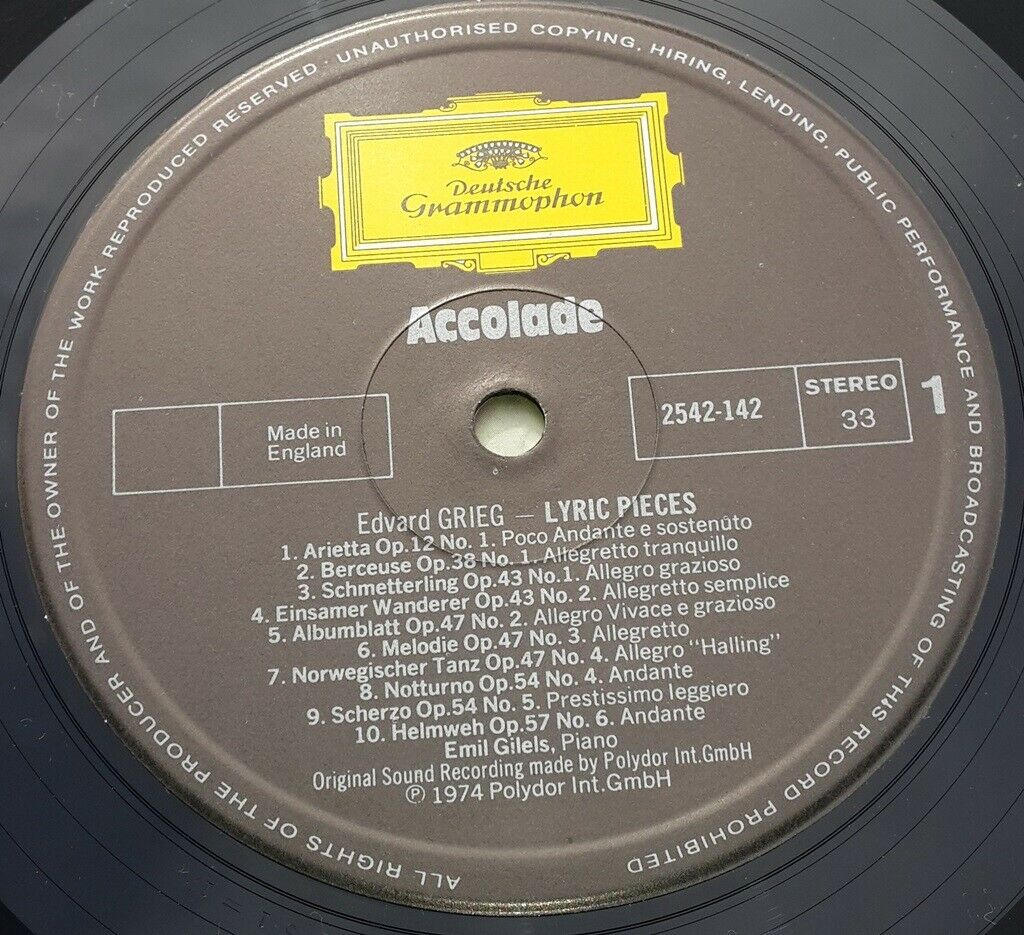 ALL RIGHTS OF THE PRODUCER AND OF THE OWNER OF THE WORK REPRODUCED RESERVED · UNAUTHORISED COPYING, HIRING, LENDING, PUBLIC PERFORMANCE AND BROADCASTING OF THIS RECORD PROHIBITED
Deutsche
Grammophon
Accolade
Made in
England
2542-142
STEREO
33
1
Edvard GRIEG – LYRIC PIECES
1. Arietta Op.12 No. 1. Poco Andante e sostenuto
2. Berceuse Op.38 No. 1. Allegretto tranquillo
3. Schmetterling Op.43 No.1. Allegro grazioso
4. Einsamer Wanderer Op.43 No. 2. Allegretto semplice
5. Albumblatt Op.47 No. 2. Allegro Vivace e grazioso
6. Melodie Op.47 No. 3. Allegretto
7. Norwegischer Tanz Op.47 No. 4. Allegro "Halling"
8. Notturno Op.54 No. 4. Andante
9. Scherzo Op.54 No. 5. Prestissimo leggiero
10. Helmweh Op.57 No. 6. Andante
Emil Gilels, Piano
Original Sound Recording made by Polydor Int.GmbH
℗ 1974 Polydor Int.GmbH